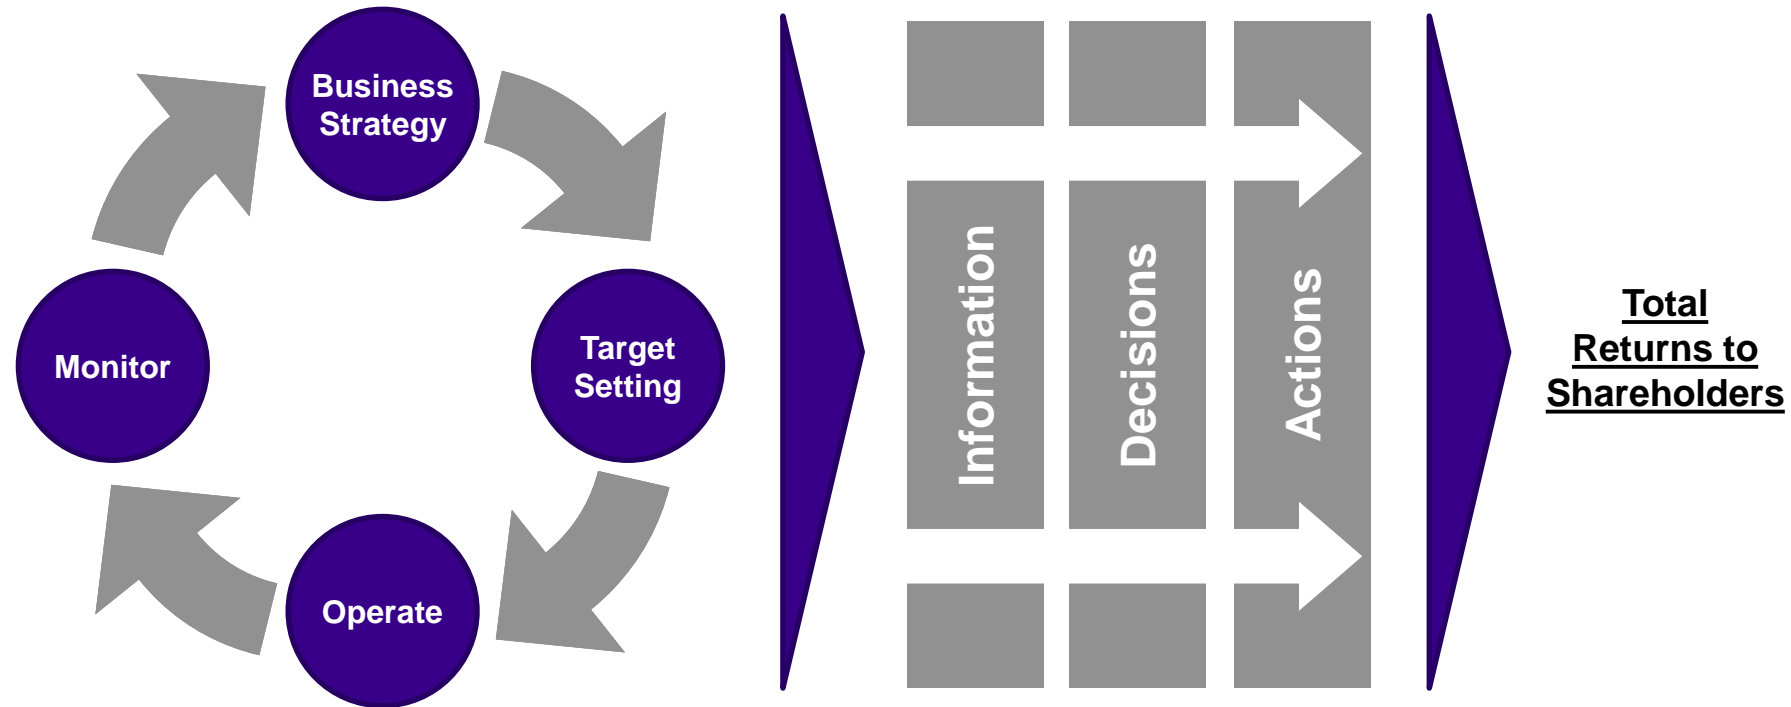 Business
Strategy
Target
Setting
Operate
Monitor
Information
Decisions
Actions
Total
Returns to
Shareholders